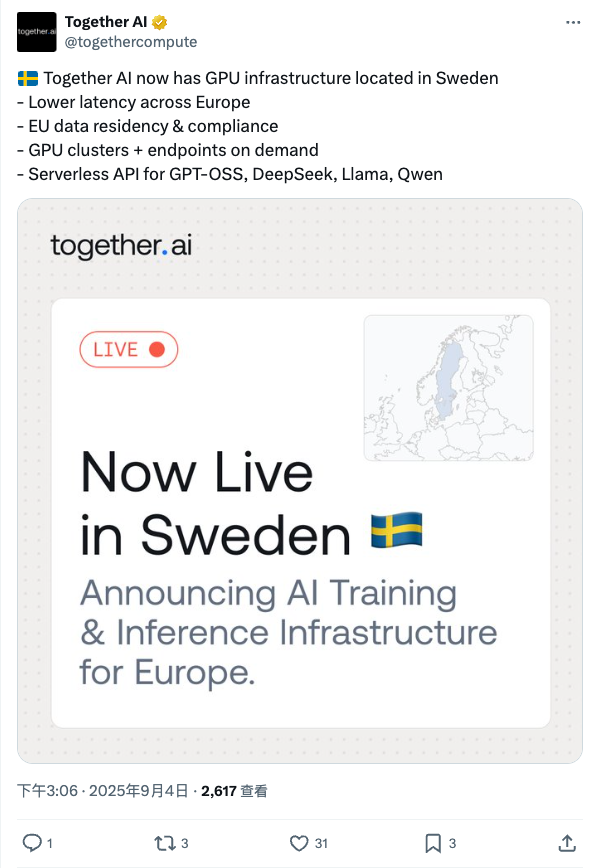 together.ai
Together AI
@togethercompute
🇸🇪 Together AI now has GPU infrastructure located in Sweden
- Lower latency across Europe
- EU data residency & compliance
- GPU clusters + endpoints on demand
- Serverless API for GPT-OSS, DeepSeek, Llama, Qwen
together.ai
LIVE
Now Live
in Sweden 🇸🇪
Announcing AI Training
& Inference Infrastructure
for Europe.
下午3:06 · 2025年9月4日 · 2,617 查看
1 3 31 3